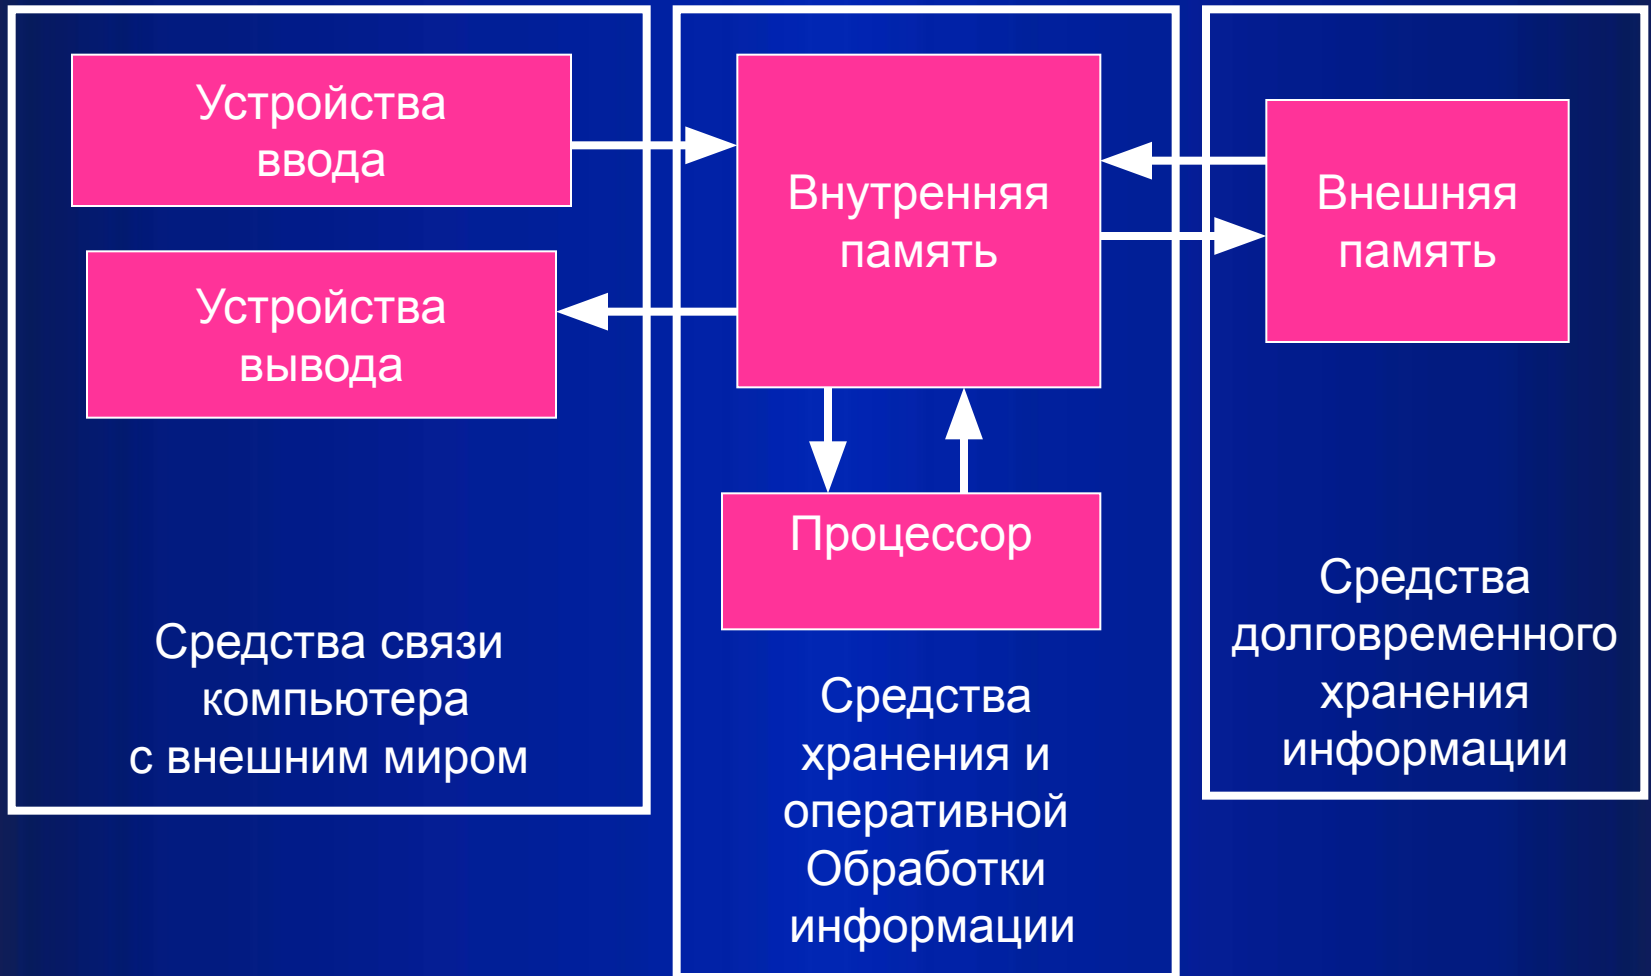 Устройства
ввода
Устройства
вывода
Средства связи
компьютера
с внешним миром
Внутренняя
память
Процессор
Средства
хранения и
оперативной
Обработки
информации
Внешняя
память
Средства
долговременного
хранения
информации